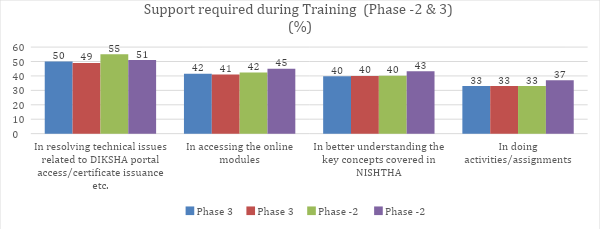 Support required during Training  (Phase -2 & 3)
(%)
60
50
40
30
20
10
0
50 49 55 51
42 41 42 45
40 40 40 43
33 33 33 37
In resolving technical issues
related to DIKSHA portal
access/certificate issuance
etc.
In accessing the online
modules
In better understanding the
key concepts covered in
NISHTHA
In doing
activities/assignments
Phase 3 Phase 3 Phase -2 Phase -2